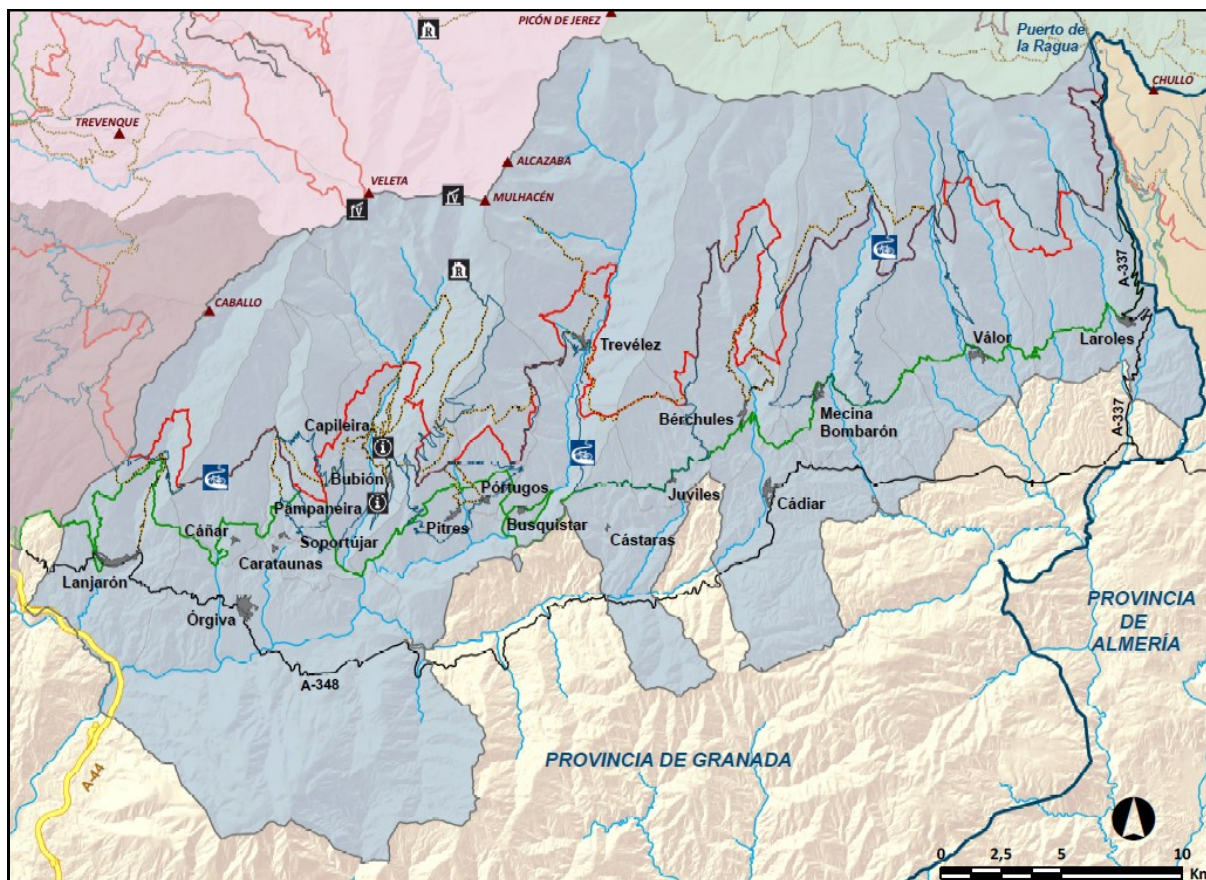 PICÓN DE JEREZ
Puerto de
la Ragua
CHULLO
TREVENQUE
ALCAZABA
VELETA
MULHACÉN
CABALLO
R
R
V
V
A-337
Trevélez
Válor
Laroles
Capileira
Bérchules
Mecina
Bombarón
A-337
i
Bubión
Pórtugos
Juviles
Cádiar
i
Pampaneira
Pitres
Busquístar
Cáñar
Soportújar
Cástaras
Carataunas
Lanjarón
Órgiva
PROVINCIA
DE
ALMERÍA
A-348
PROVINCIA DE GRANADA
A-44
0 2,5 5 10
Km